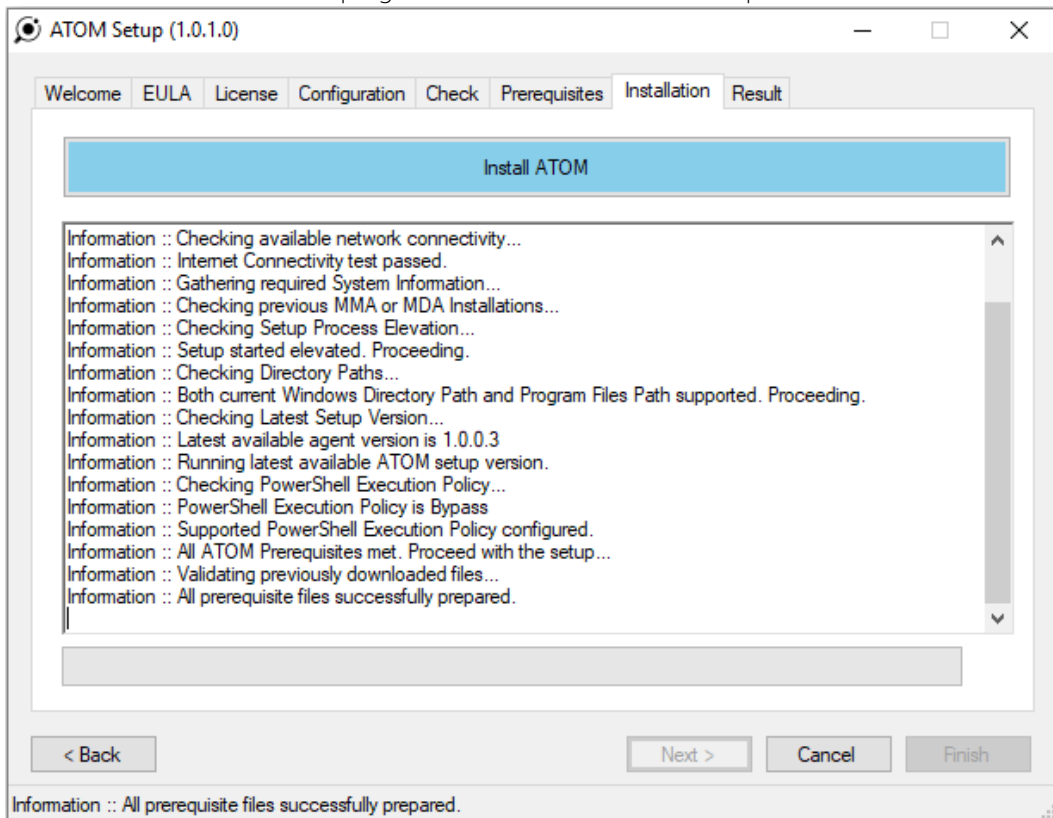 ATOM Setup (1.0.1.0)
Welcome EULA License Configuration Check Prerequisites Installation Result
Install ATOM
Information :: Checking available network connectivity...
Information :: Internet Connectivity test passed.
Information :: Gathering required System Information...
Information :: Checking previous MMA or MDA Installations...
Information :: Checking Setup Process Elevation...
Information :: Setup started elevated. Proceeding.
Information :: Checking Directory Paths...
Information :: Both current Windows Directory Path and Program Files Path supported. Proceeding.
Information :: Checking Latest Setup Version...
Information :: Latest available agent version is 1.0.0.3
Information :: Running latest available ATOM setup version.
Information :: Checking PowerShell Execution Policy...
Information :: PowerShell Execution Policy is Bypass
Information :: Supported PowerShell Execution Policy configured.
Information :: All ATOM Prerequisites met. Proceed with the setup...
Information :: Validating previously downloaded files...
Information :: All prerequisite files successfully prepared.
< Back Next > Cancel Finish
Information :: All prerequisite files successfully prepared.